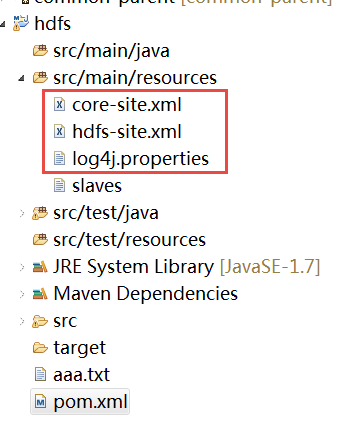 common-parent [common-parent]
hdfs
src/main/java
src/main/resources
core-site.xml
hdfs-site.xml
log4j.properties
slaves
src/test/java
src/test/resources
JRE System Library [JavaSE-1.7]
Maven Dependencies
src
target
aaa.txt
pom.xml